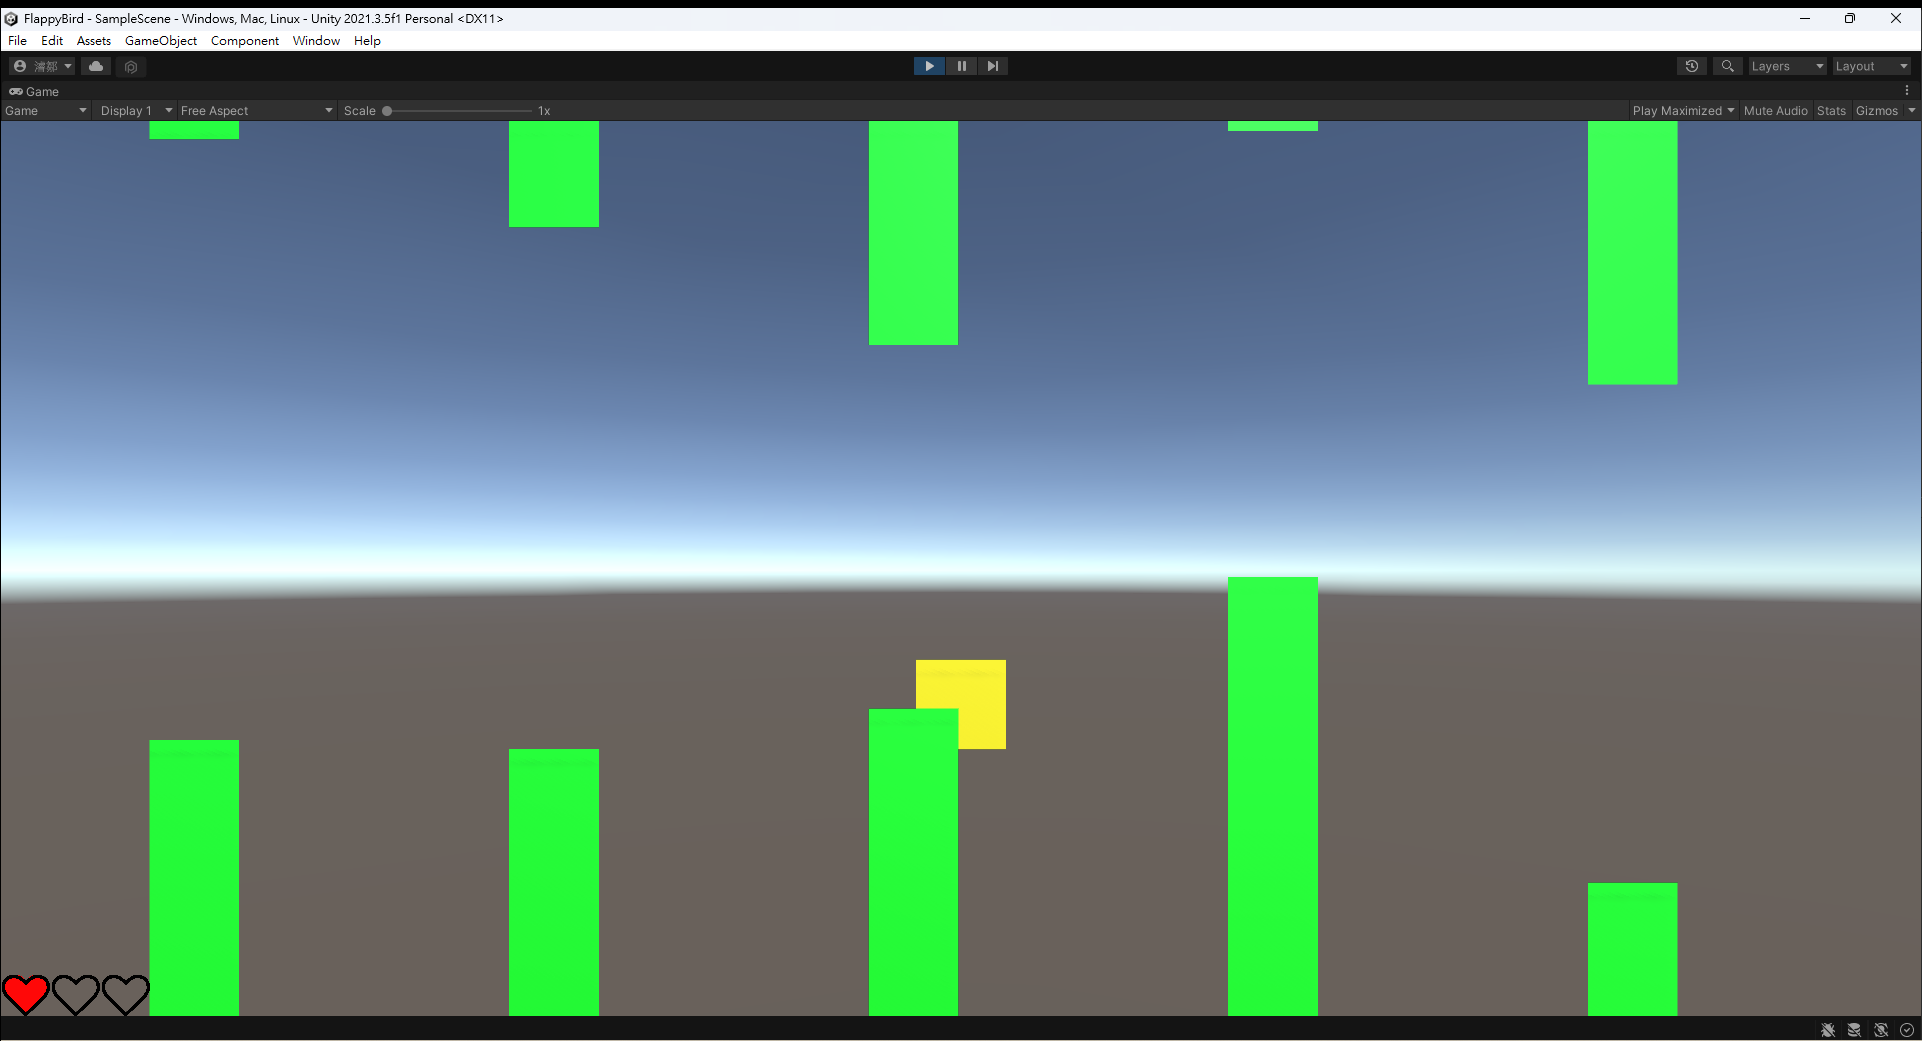 FlappyBird - SampleScene - Windows, Mac, Linux - Unity 2021.3.5f1 Personal <DX11>
File Edit Assets GameObject Component Window Help
Layers Layout
Game
Game Display 1 Free Aspect Scale 1x Play Maximized Mute Audio Stats Gizmos